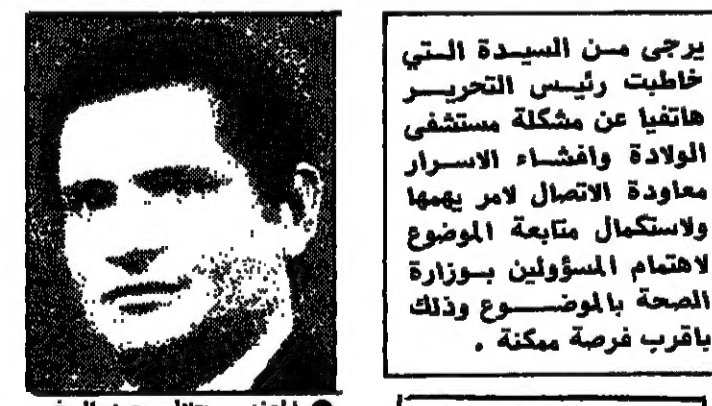 يرجى من السيدة التي
خاطبت رئيس التحرير
هاتفيا عن مشكلة مستشفى
الولادة وافشاء الاسرار
معاودة الاتصال لامر يهمها
ولاستكمال متابعة الموضوع
لاهتمام المسؤولين بوزارة
الصحة بالموضوع وذلك
باقرب فرصة ممكنة .